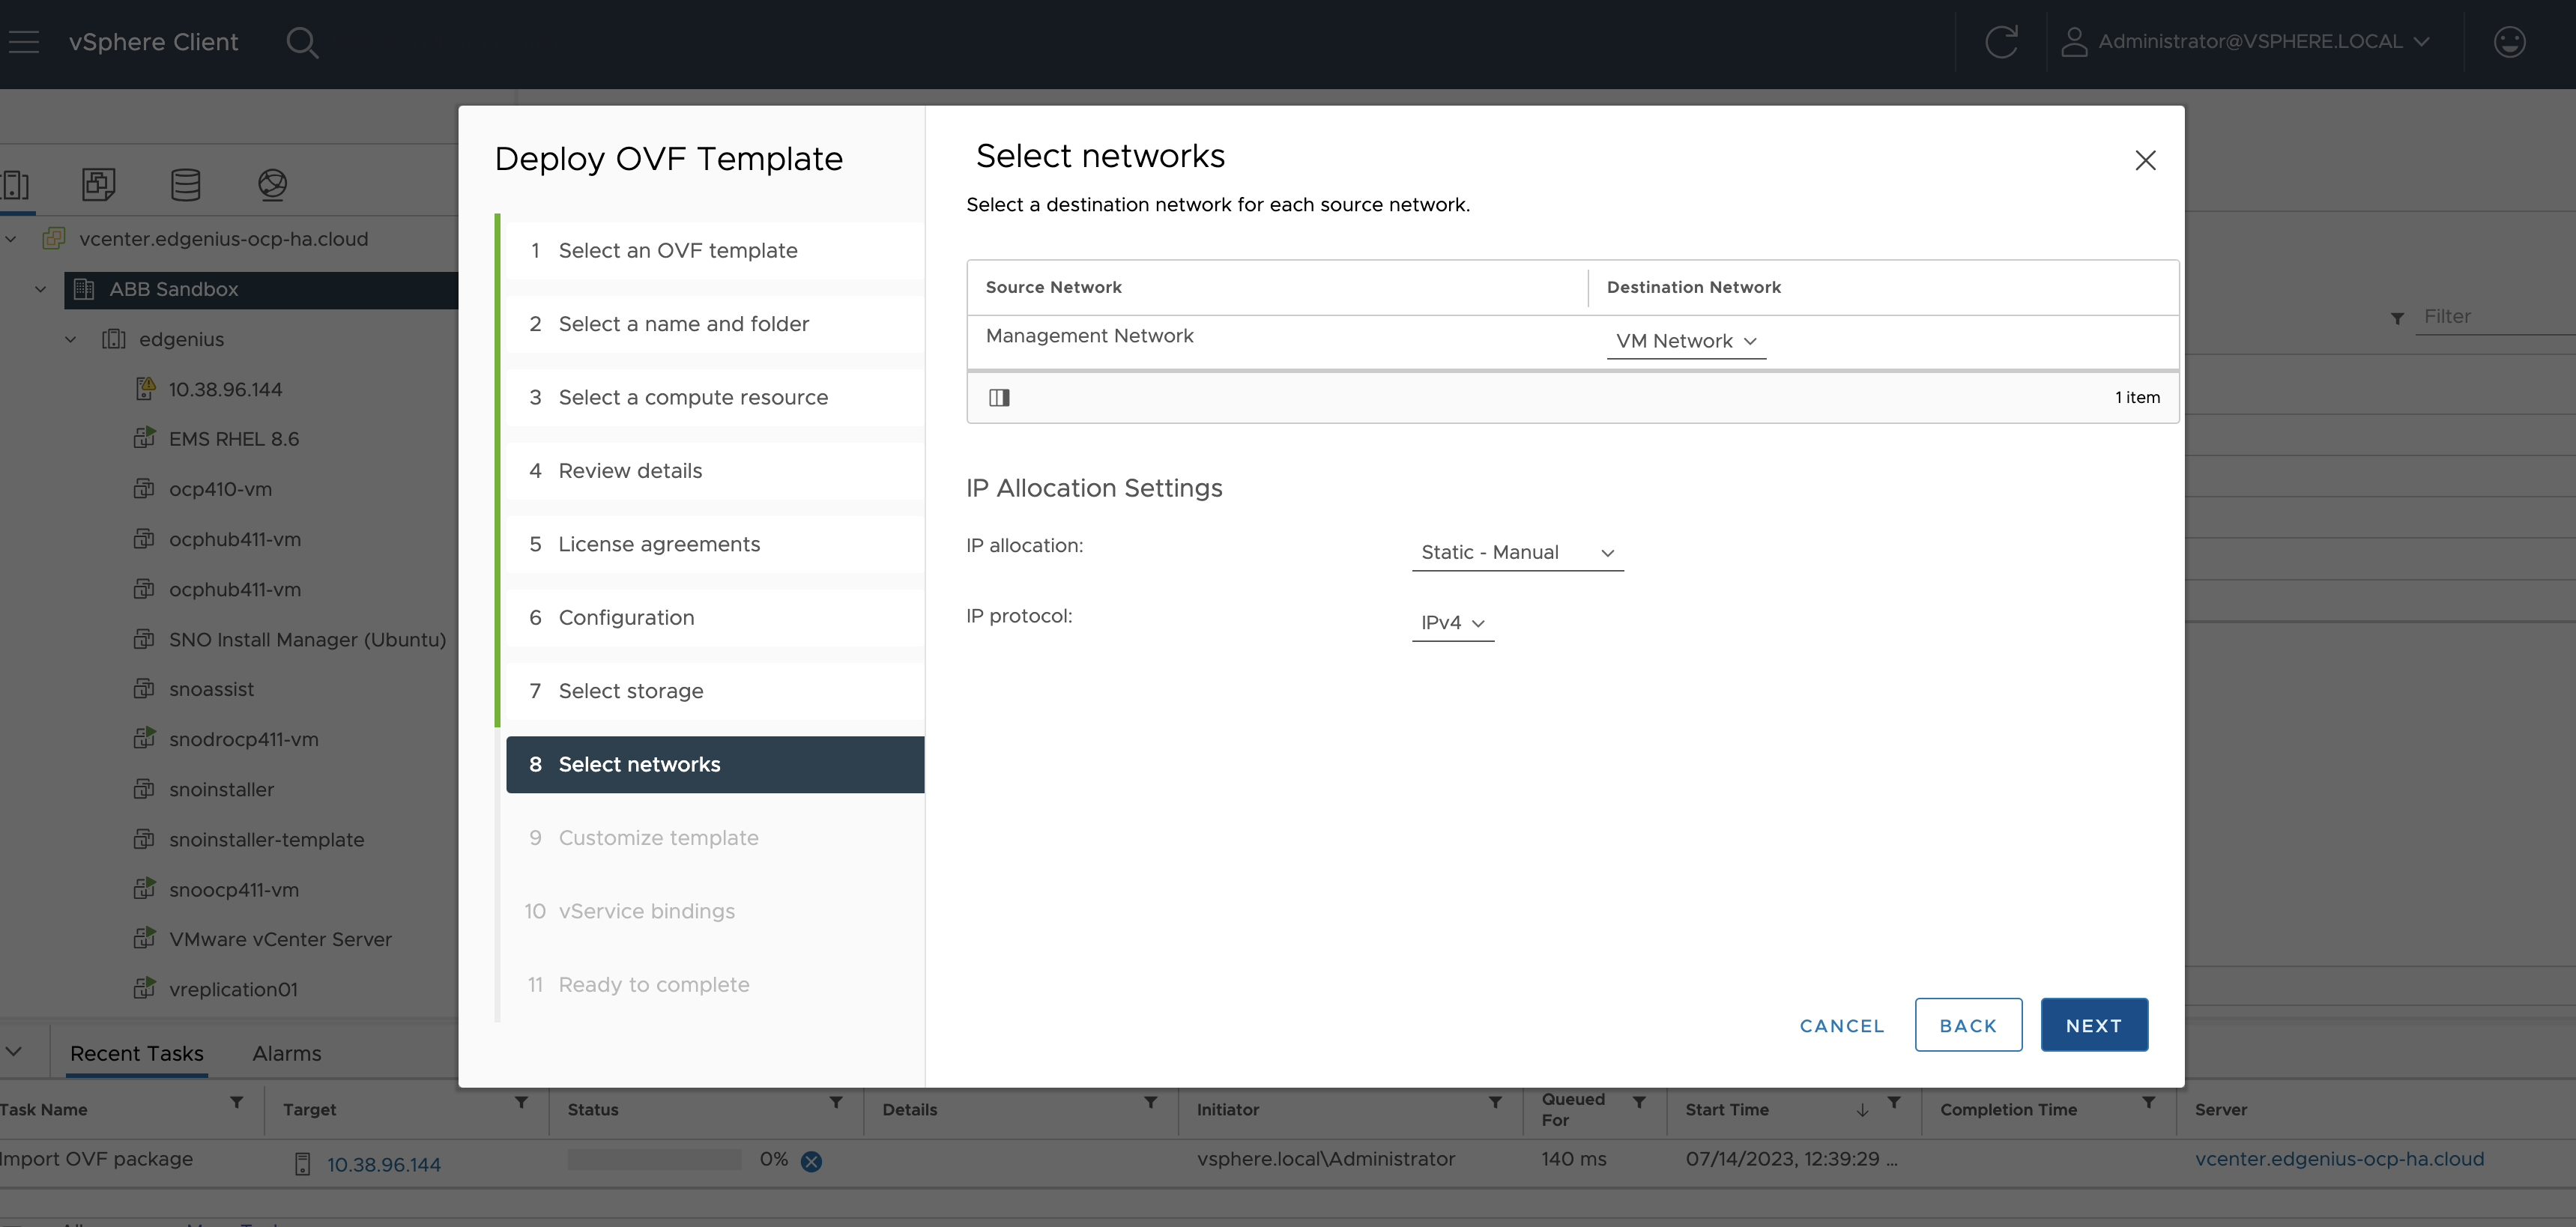 vSphere Client
Administrator@VSPHERE.LOCAL
vcenter.edgenius-ocp-ha.cloud
ABB Sandbox
edgenius
10.38.96.144
EMS RHEL 8.6
ocp410-vm
ocphub411-vm
ocphub411-vm
SNO Install Manager (Ubuntu)
snoassist
snodrocp411-vm
snoinstaller
snoinstaller-template
snoocp411-vm
VMware vCenter Server
vreplication01
Deploy OVF Template
1 Select an OVF template
2 Select a name and folder
3 Select a compute resource
4 Review details
5 License agreements
6 Configuration
7 Select storage
8 Select networks
9 Customize template
10 vService bindings
11 Ready to complete
Select networks
Select a destination network for each source network.
Source Network Destination Network
Management Network VM Network
1 item
IP Allocation Settings
IP allocation: Static - Manual
IP protocol: IPv4
CANCEL BACK NEXT
Filter
Recent Tasks Alarms
Task Name Target Status Details Initiator Queued For Start Time Completion Time Server
Import OVF package 10.38.96.144 0% vsphere.local\Administrator 140 ms 07/14/2023, 12:39:29 ... vcenter.edgenius-ocp-ha.cloud